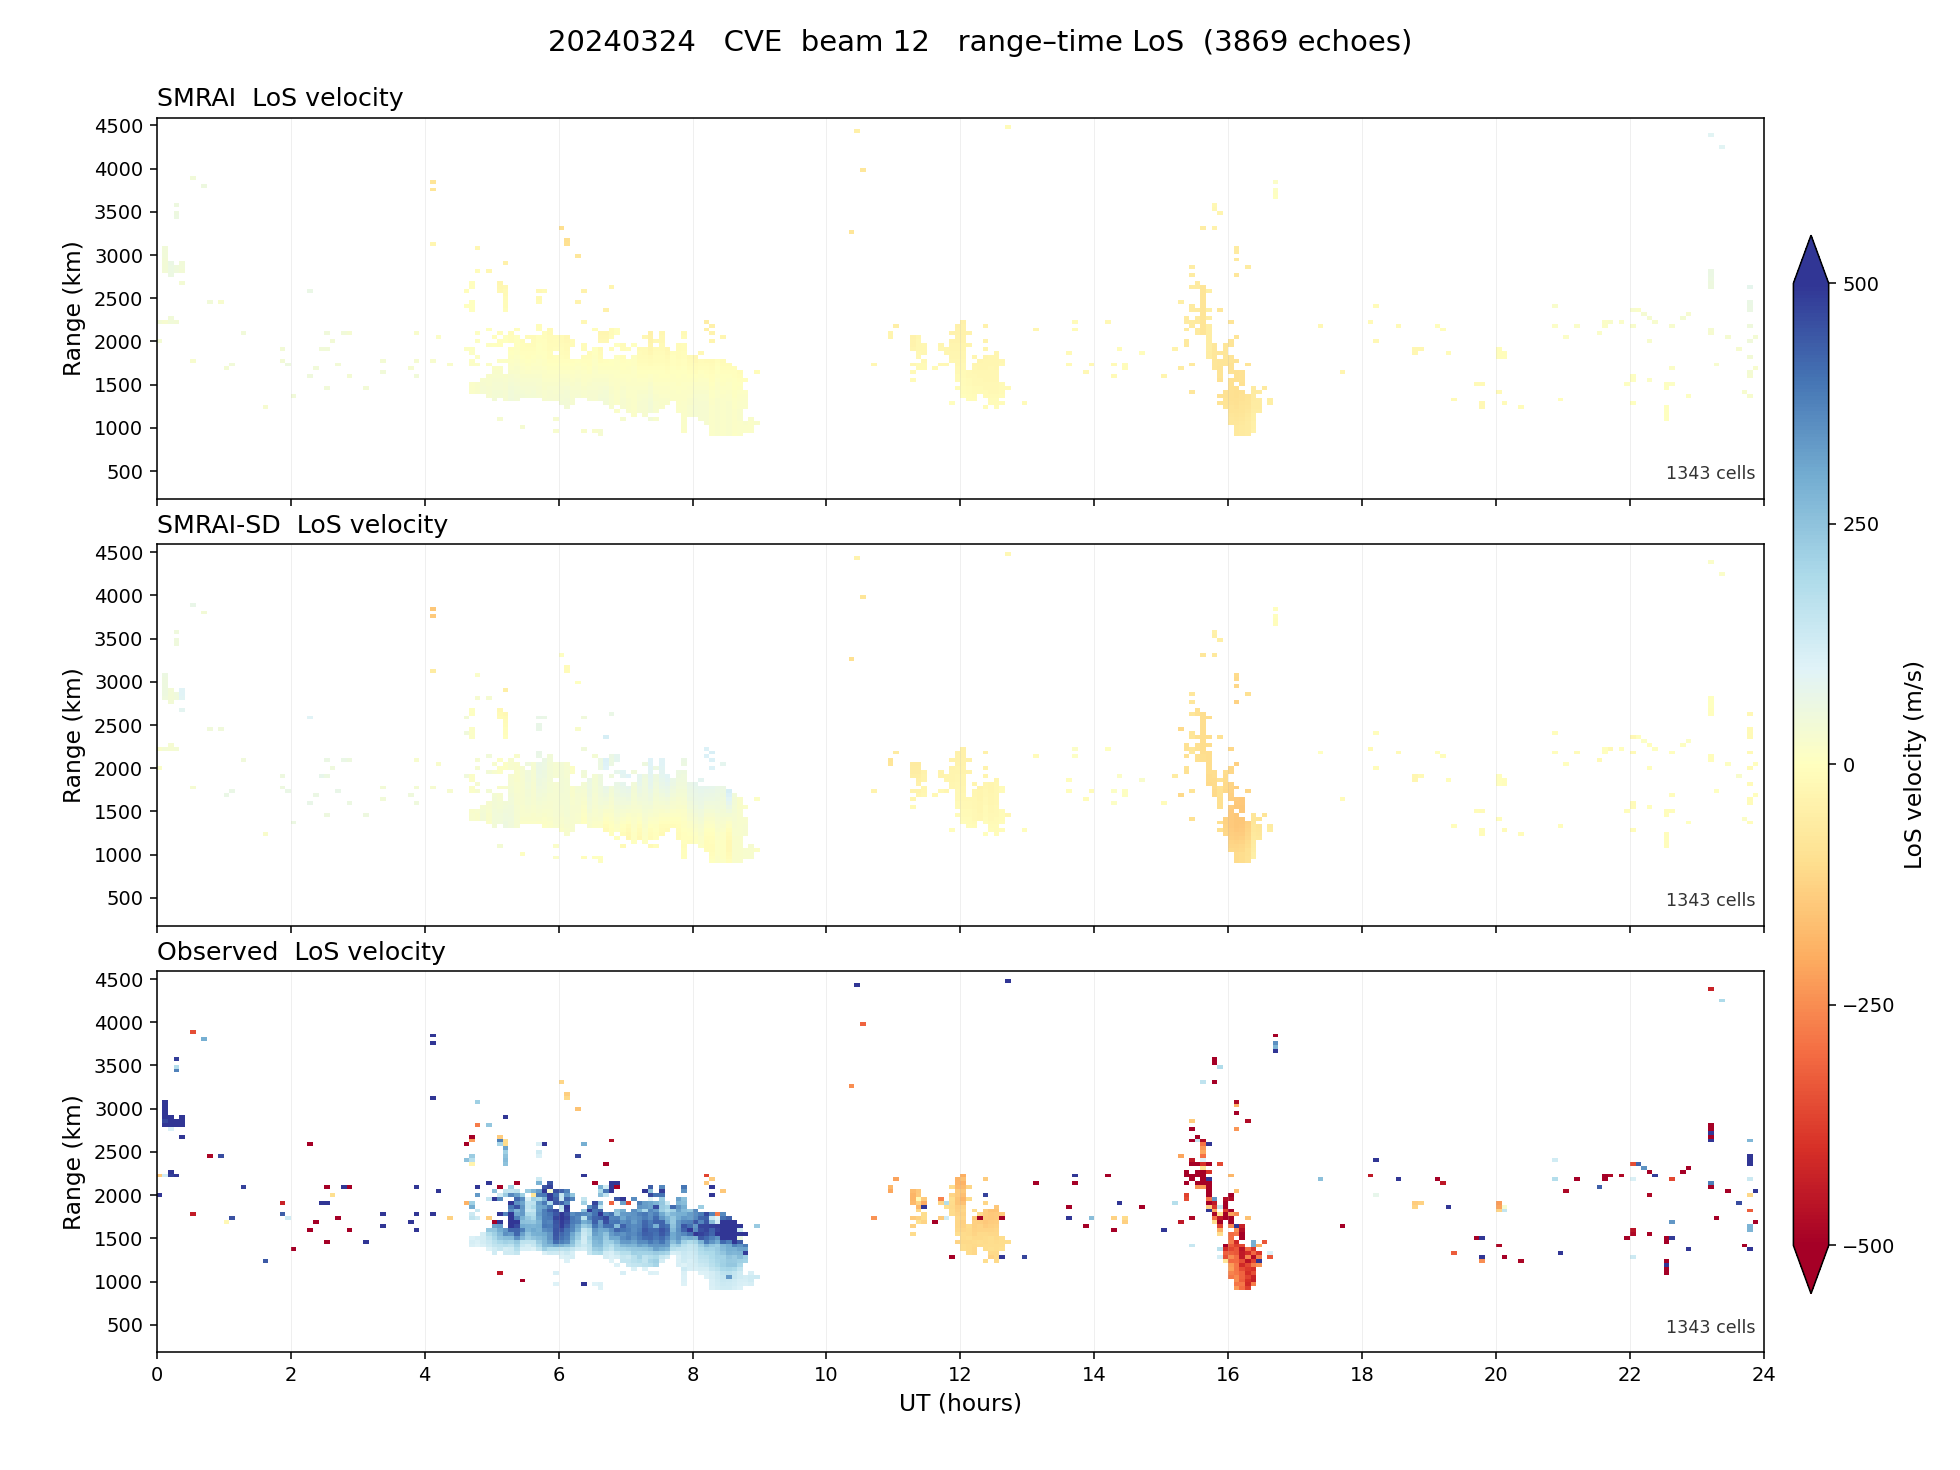 20240324   CVE  beam 12   range–time LoS  (3869 echoes)
SMRAI  LoS velocity
4500
4000
3500
3000
2500
2000
1500
1000
500
Range (km)
1343 cells
SMRAI-SD  LoS velocity
4500
4000
3500
3000
2500
2000
1500
1000
500
Range (km)
1343 cells
Observed  LoS velocity
4500
4000
3500
3000
2500
2000
1500
1000
500
Range (km)
1343 cells
0 2 4 6 8 10 12 14 16 18 20 22 24
UT (hours)
500
250
0
−250
−500
LoS velocity (m/s)